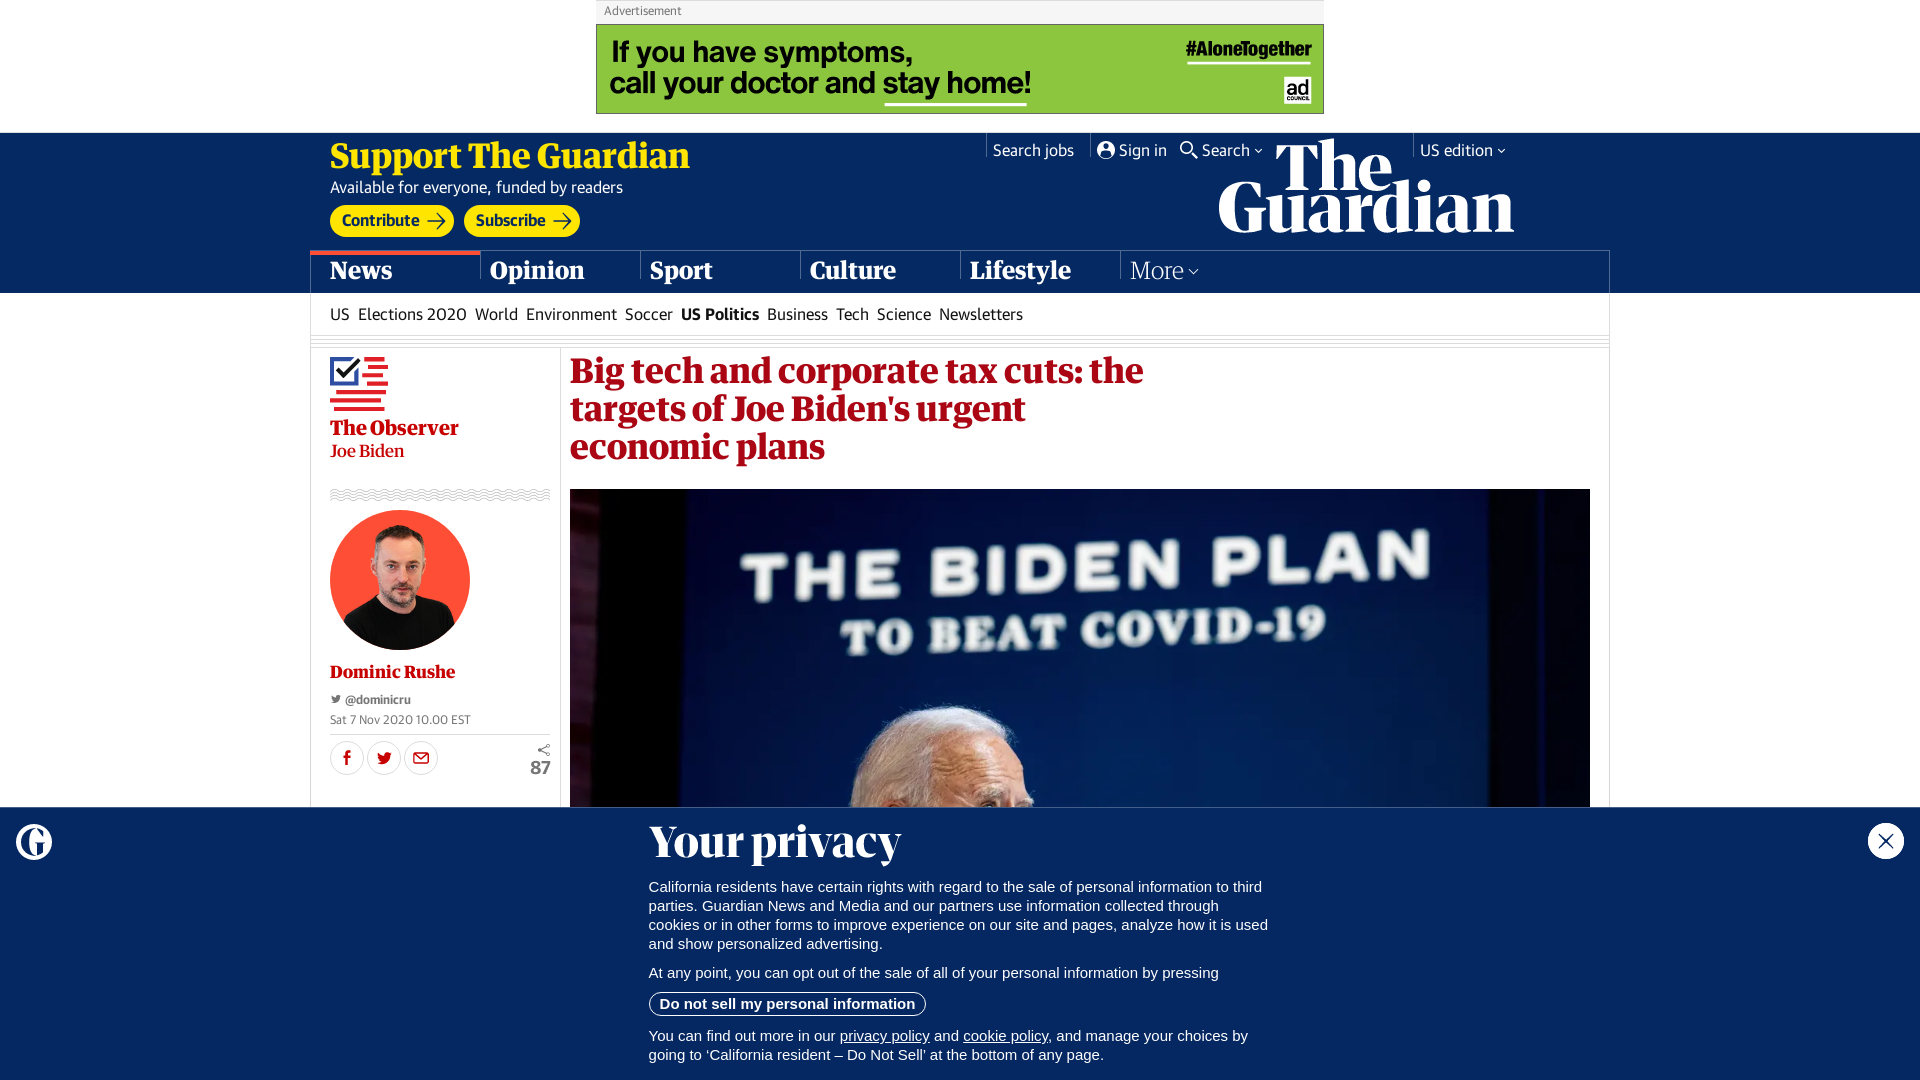 Advertisement
If you have symptoms,
call your doctor and stay home!
#AloneTogether
ad
COUNCIL
Support The Guardian
Available for everyone, funded by readers
Contribute
Subscribe
Search jobs
Sign in
Search
US edition
The
Guardian
News
Opinion
Sport
Culture
Lifestyle
More
US Elections 2020 World Environment Soccer US Politics Business Tech Science Newsletters
The Observer
Joe Biden
Big tech and corporate tax cuts: the
targets of Joe Biden's urgent
economic plans
Dominic Rushe
@dominicru
Sat 7 Nov 2020 10.00 EST
87
THE BIDEN PLAN
TO BEAT COVID-19
G
Your privacy
California residents have certain rights with regard to the sale of personal information to third
parties. Guardian News and Media and our partners use information collected through
cookies or in other forms to improve experience on our site and pages, analyze how it is used
and show personalized advertising.
At any point, you can opt out of the sale of all of your personal information by pressing
Do not sell my personal information
You can find out more in our privacy policy and cookie policy, and manage your choices by
going to ‘California resident – Do Not Sell’ at the bottom of any page.